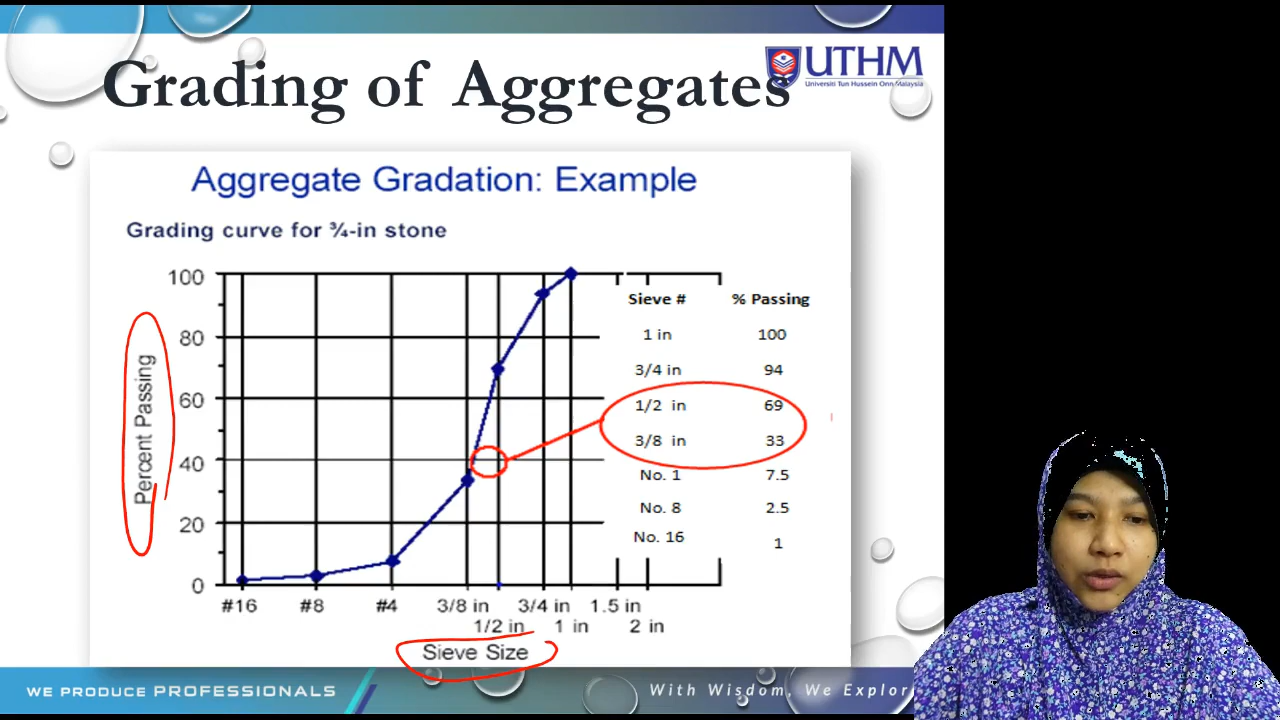 Grading of Aggregates
UTHM
Universiti Tun Hussein Onn Malaysia
Aggregate Gradation: Example
Grading curve for ¾-in stone
Percent Passing
100
80
60
40
20
0
#16 #8 #4 3/8 in 3/4 in 1.5 in
1/2 in 1 in 2 in
Sieve Size
Sieve # % Passing
1 in 100
3/4 in 94
1/2 in 69
3/8 in 33
No. 1 7.5
No. 8 2.5
No. 16 1
WE PRODUCE PROFESSIONALS
With Wisdom, We Explor